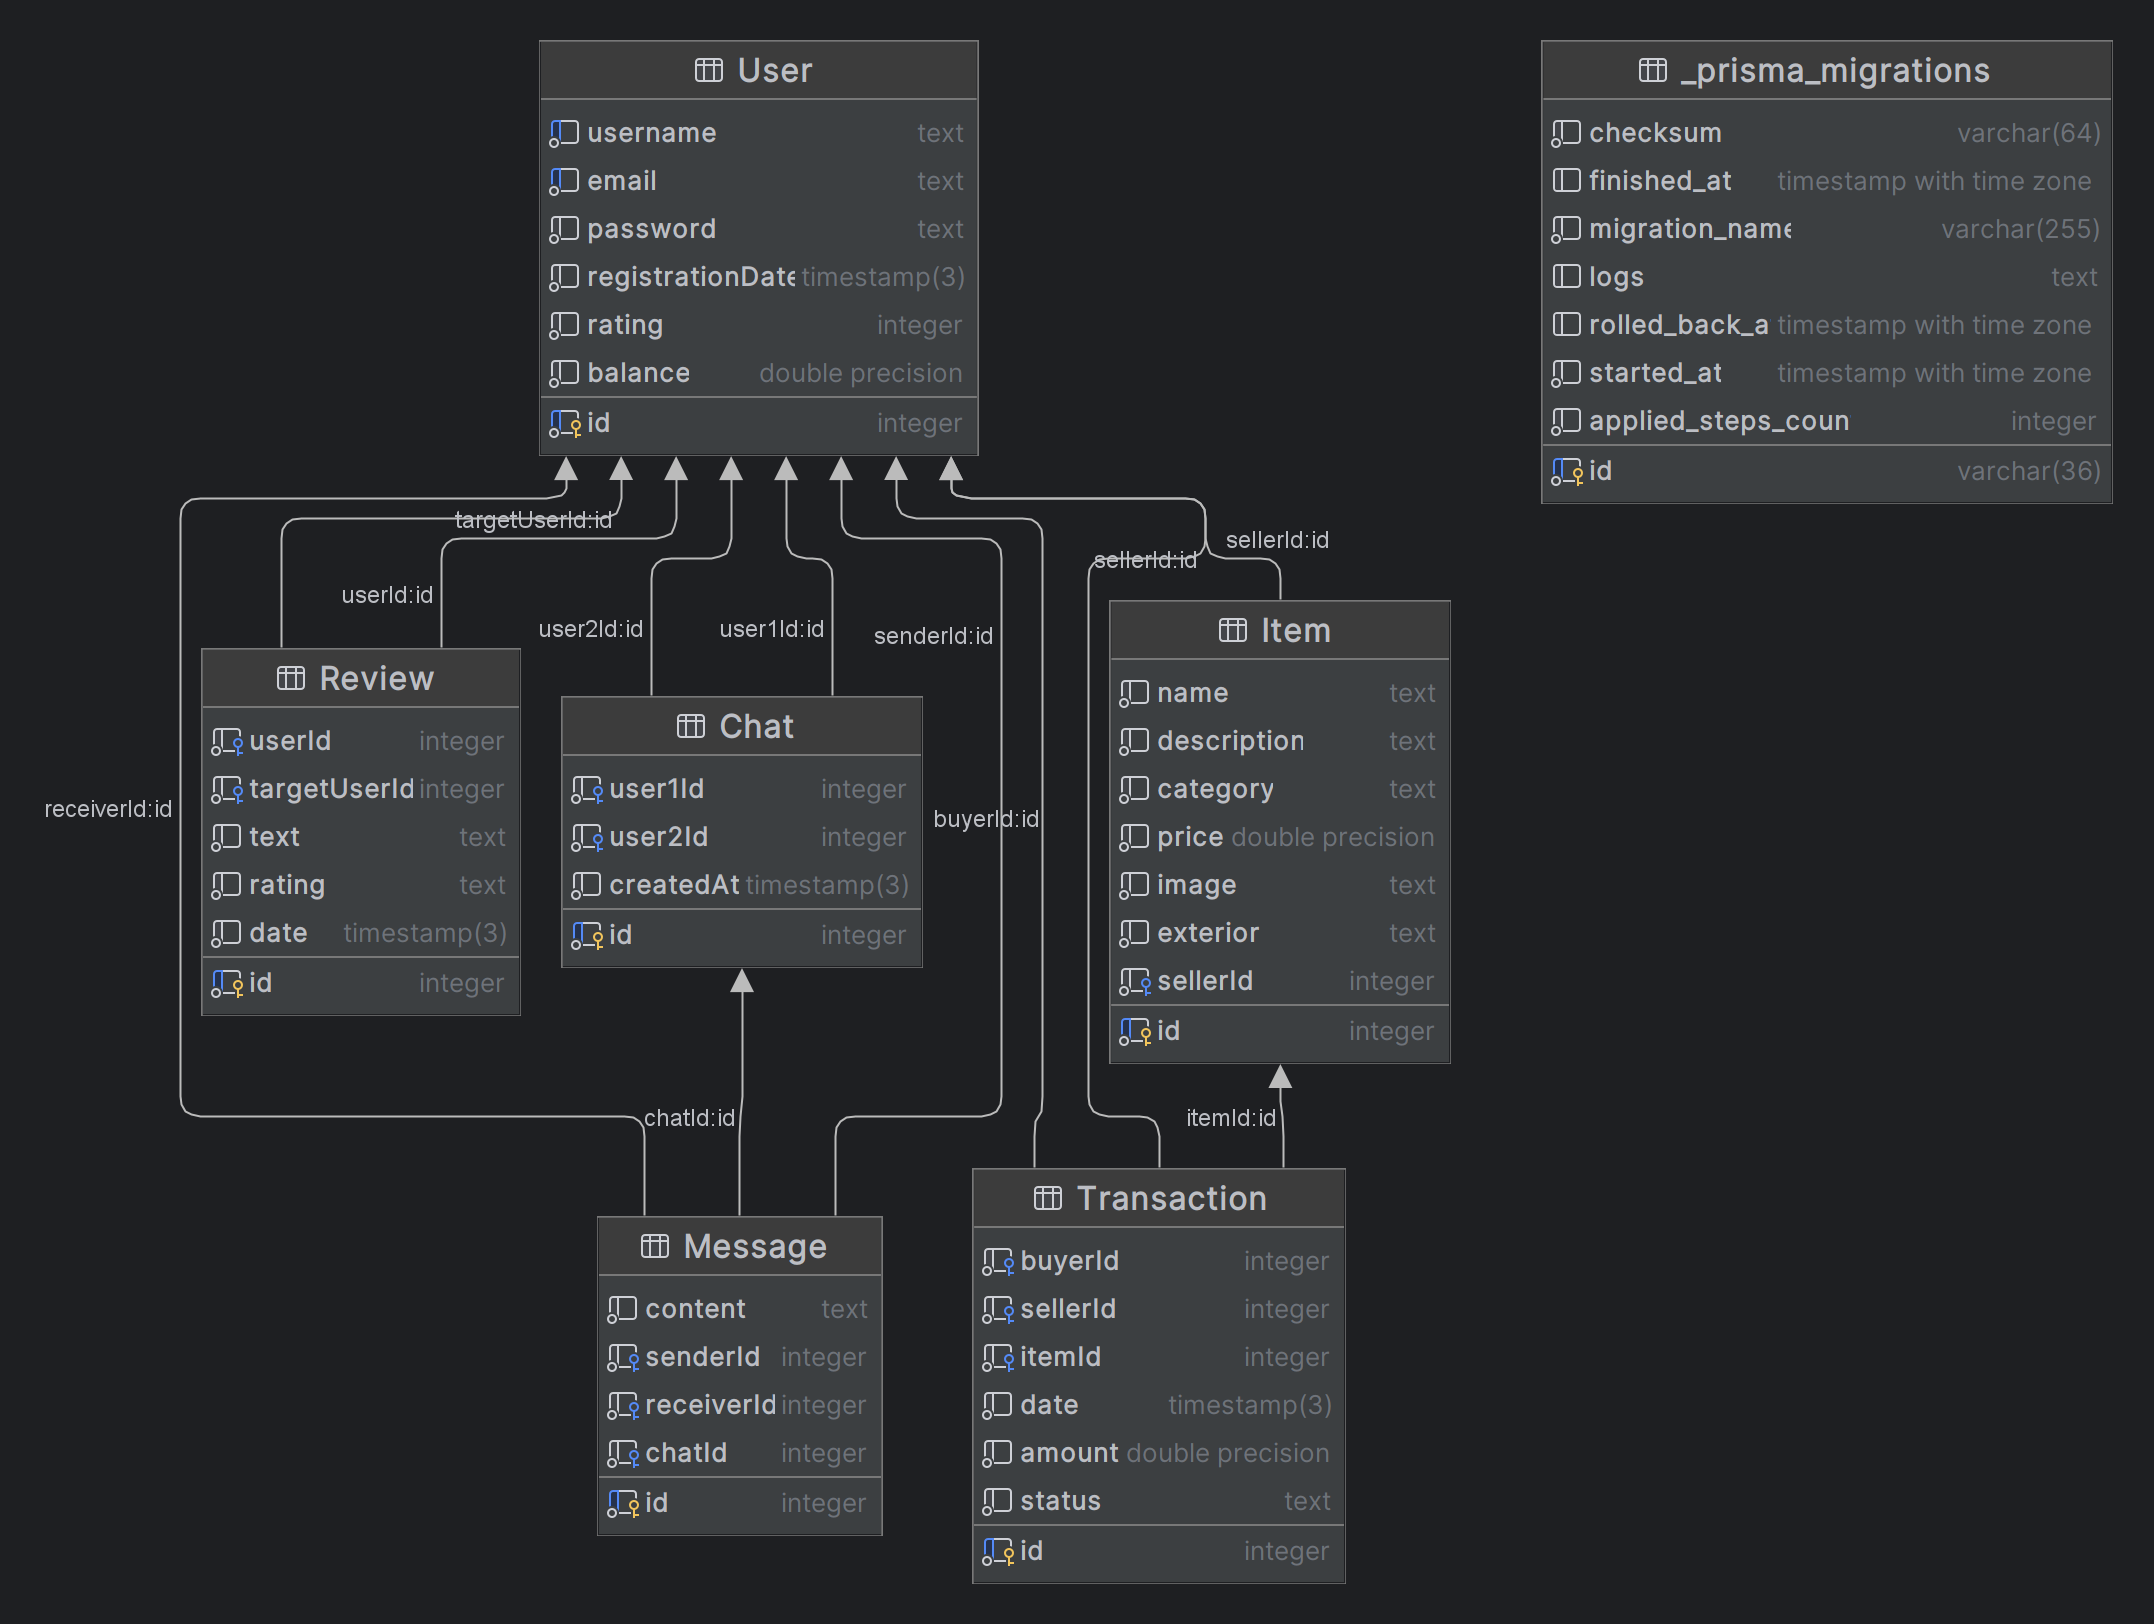 User
username text
email text
password text
registrationDate timestamp(3)
rating integer
balance double precision
id integer
_prisma_migrations
checksum varchar(64)
finished_at timestamp with time zone
migration_name varchar(255)
logs text
rolled_back_a timestamp with time zone
started_at timestamp with time zone
applied_steps_coun integer
id varchar(36)
targetUserId:id
userId:id
user2Id:id
user1Id:id
senderId:id
sellerId:id
sellerId:id
receiverId:id
buyerId:id
Review
userId integer
targetUserId integer
text text
rating text
date timestamp(3)
id integer
Chat
user1Id integer
user2Id integer
createdAt timestamp(3)
id integer
Item
name text
description text
category text
price double precision
image text
exterior text
sellerId integer
id integer
chatId:id
itemId:id
Message
content text
senderId integer
receiverId integer
chatId integer
id integer
Transaction
buyerId integer
sellerId integer
itemId integer
date timestamp(3)
amount double precision
status text
id integer